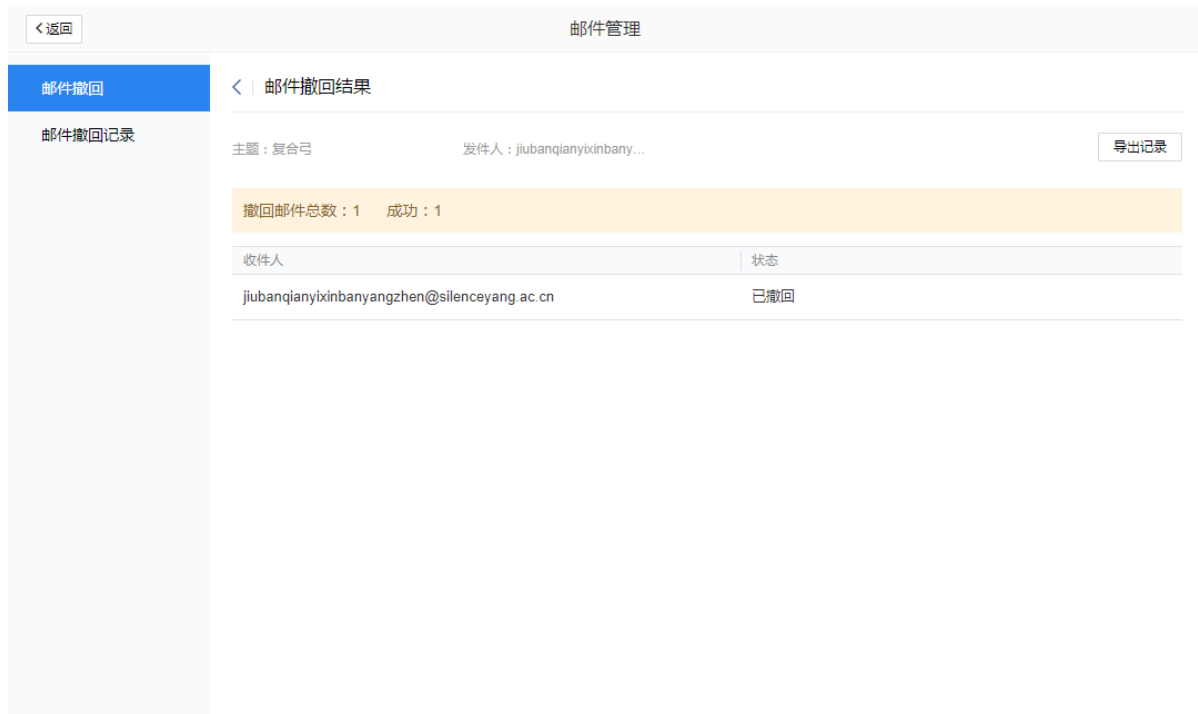 返回
邮件管理
邮件撤回
邮件撤回记录
邮件撤回结果
主题：复合弓 发件人：jiubanqianyixinbany...
导出记录
撤回邮件总数：1 成功：1
收件人 状态
jiubanqianyixinbanyangzhen@silenceyang.ac.cn 已撤回